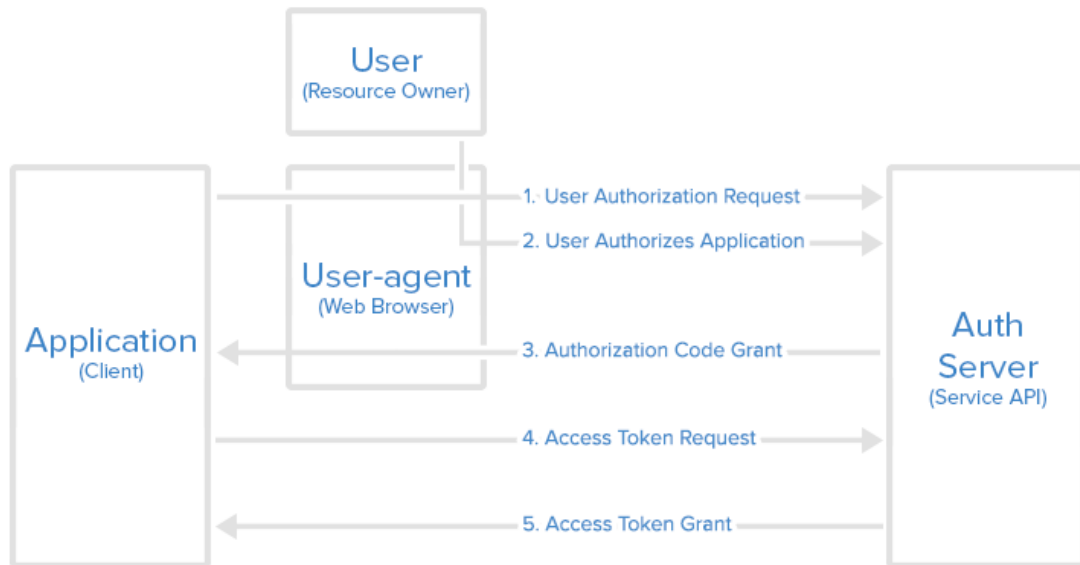 User
(Resource Owner)
1. User Authorization Request
2. User Authorizes Application
User-agent
(Web Browser)
Application
(Client)
3. Authorization Code Grant
Auth
Server
(Service API)
4. Access Token Request
5. Access Token Grant